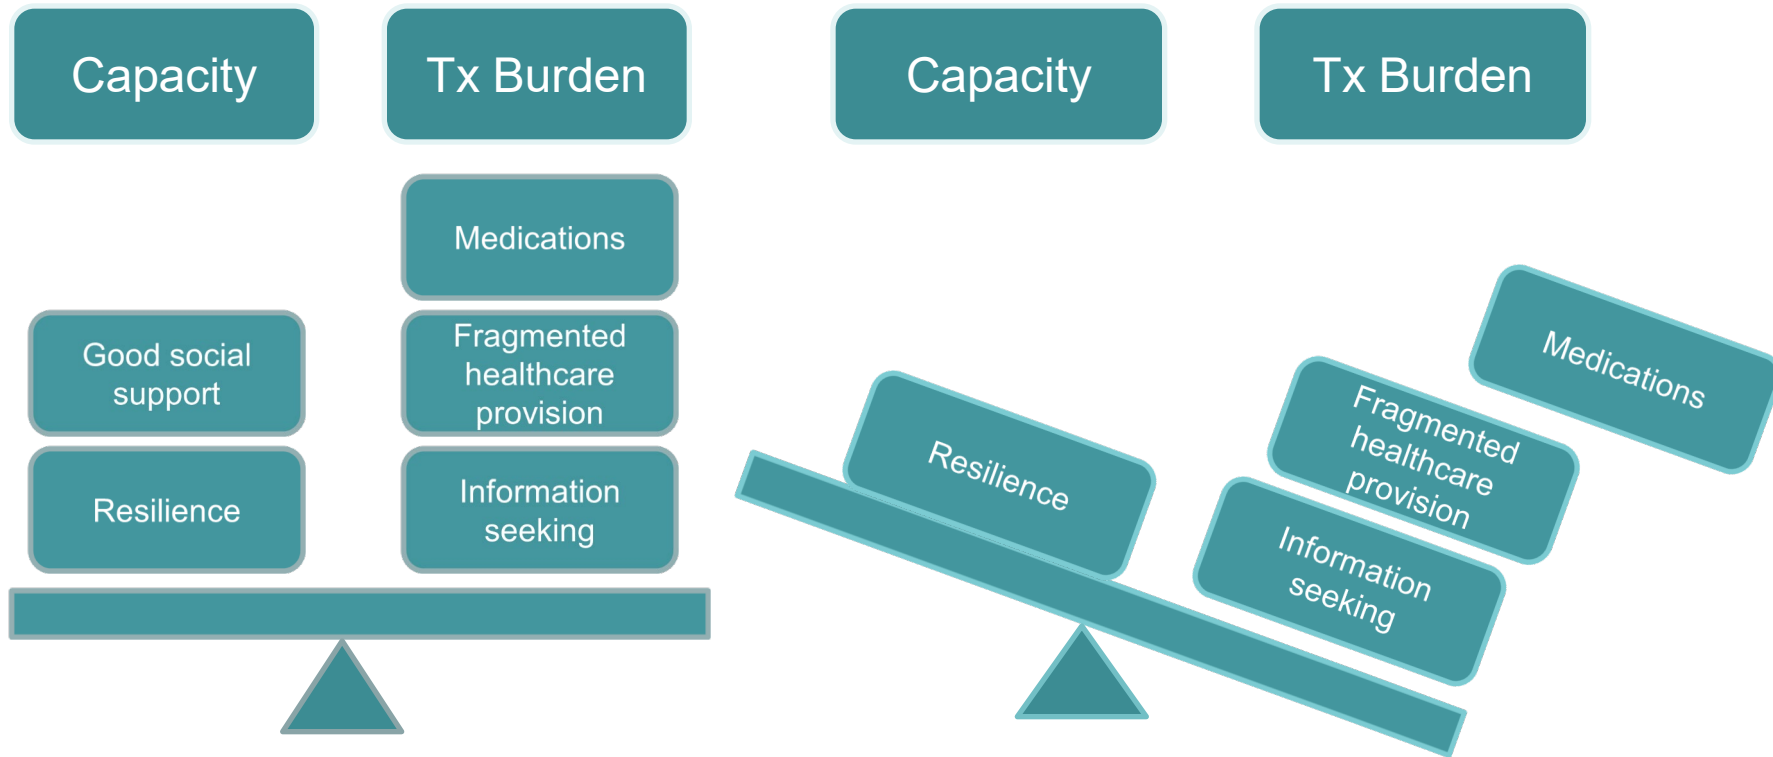 Capacity
Tx Burden
Medications
Good social
support
Fragmented
healthcare
provision
Resilience
Information
seeking
Capacity
Tx Burden
Medications
Fragmented
healthcare
provision
Resilience
Information
seeking